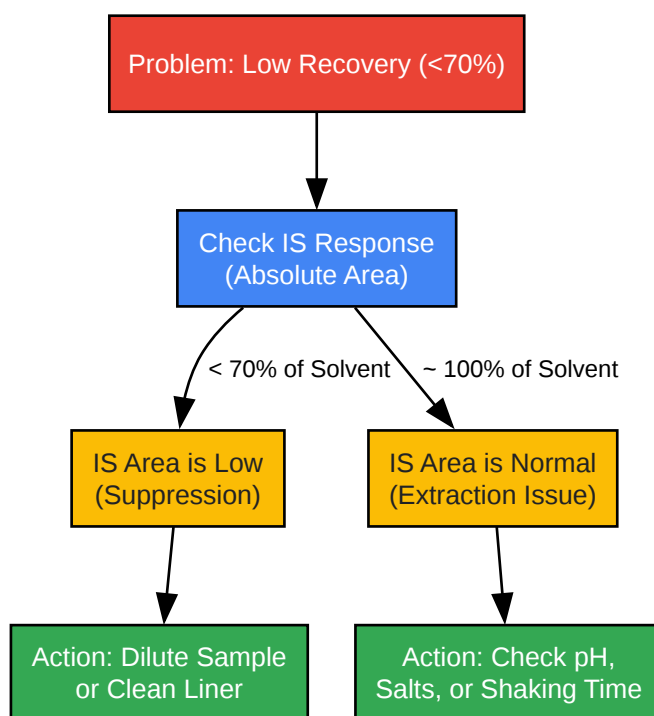 Problem: Low Recovery (<70%)
Check IS Response
(Absolute Area)
< 70% of Solvent
~ 100% of Solvent
IS Area is Low
(Suppression)
IS Area is Normal
(Extraction Issue)
Action: Dilute Sample
or Clean Liner
Action: Check pH,
Salts, or Shaking Time